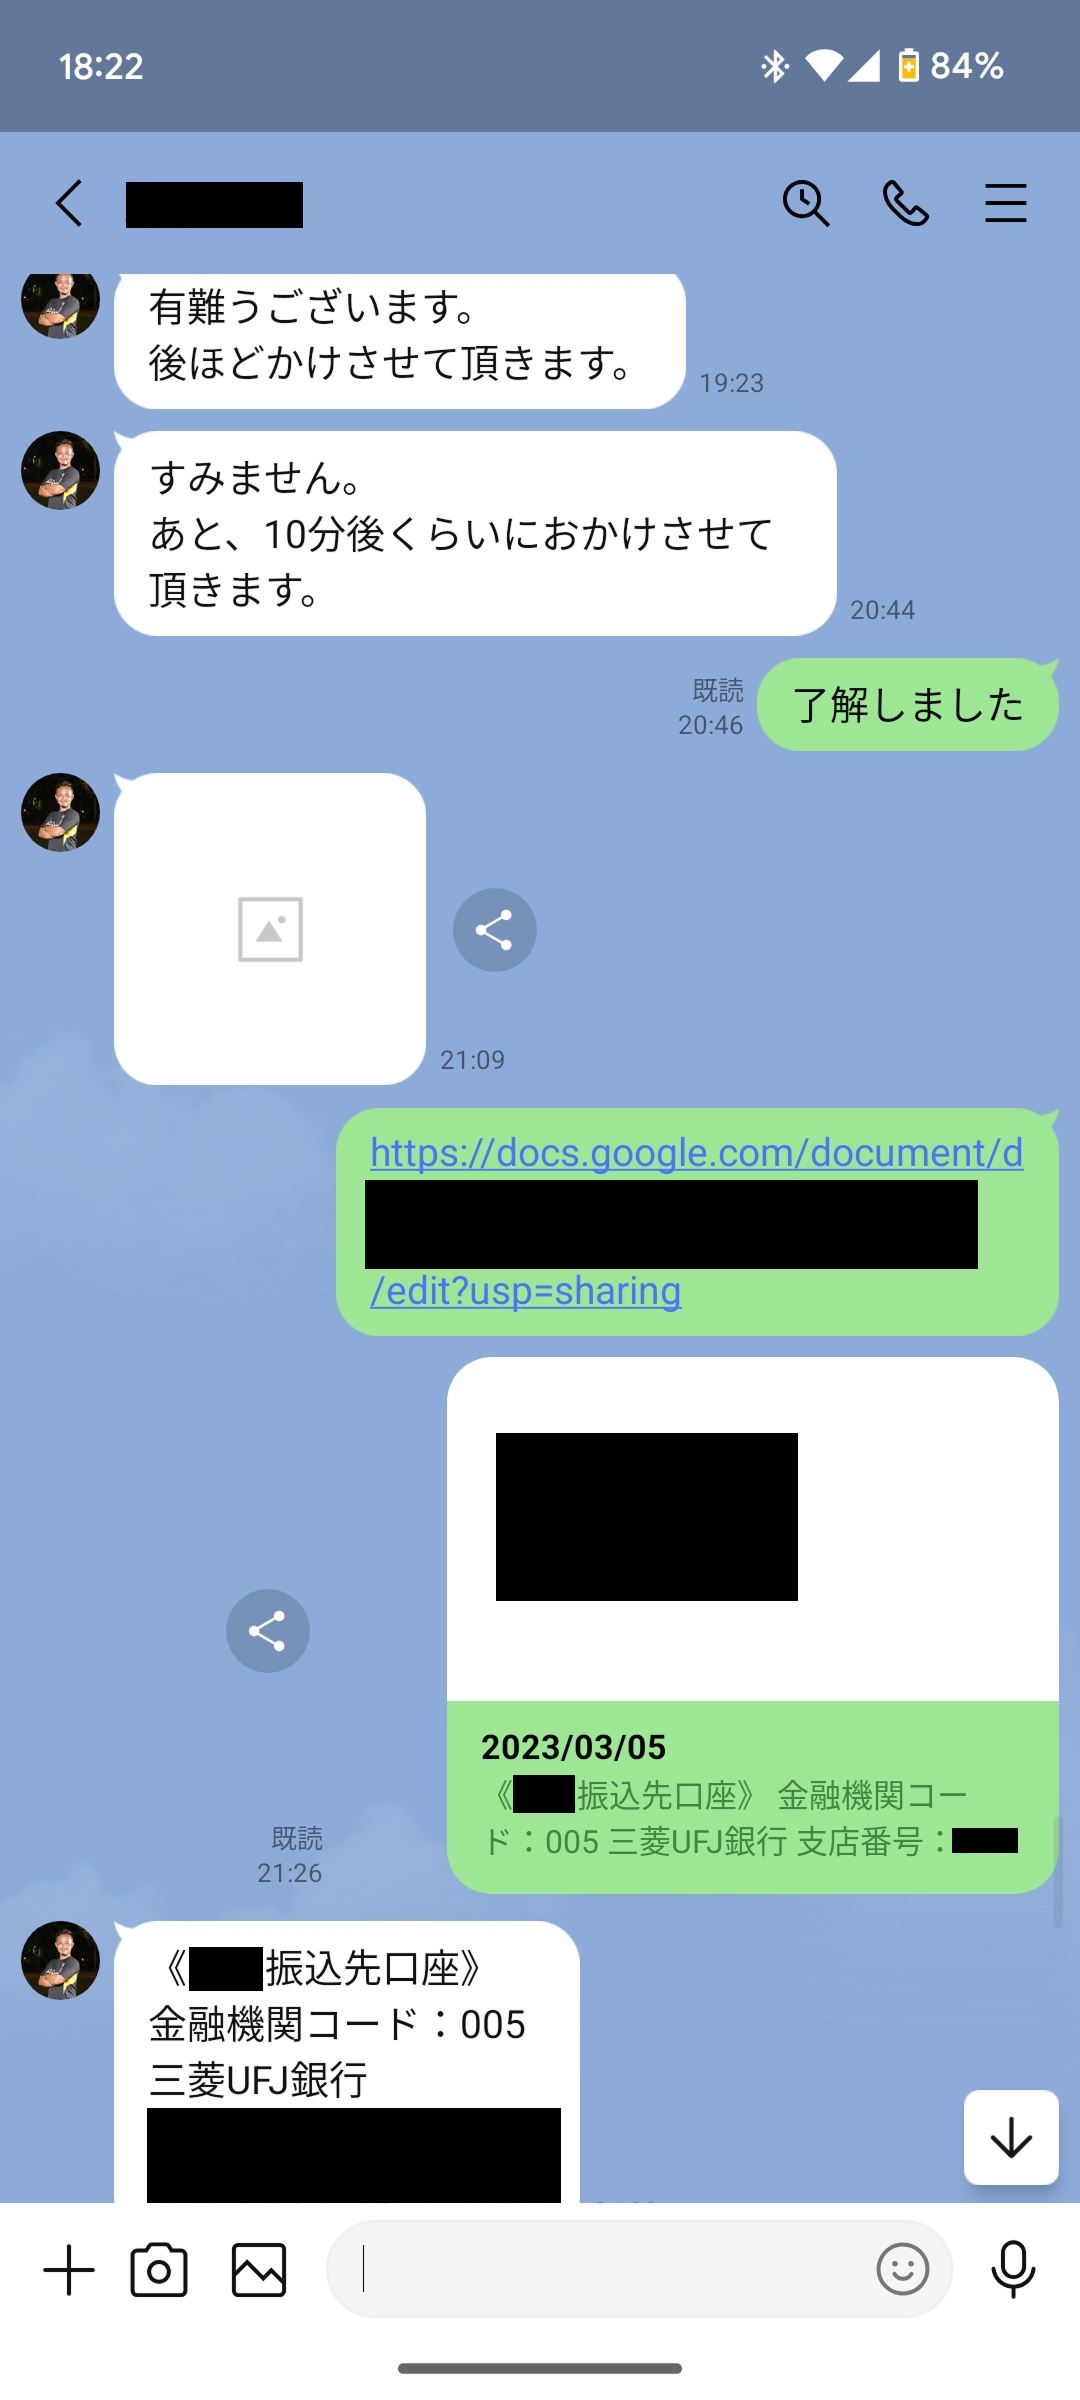 18:22
84%
有難うございます。
後ほどかけさせて頂きます。
19:23
すみません。
あと、10分後くらいにおかけさせて
頂きます。
20:44
既読
20:46
了解しました
21:09
https://docs.google.com/document/d
/edit?usp=sharing
2023/03/05
《振込先口座》 金融機関コー
ド：005 三菱UFJ銀行 支店番号：
既読
21:26
《振込先口座》
金融機関コード：005
三菱UFJ銀行